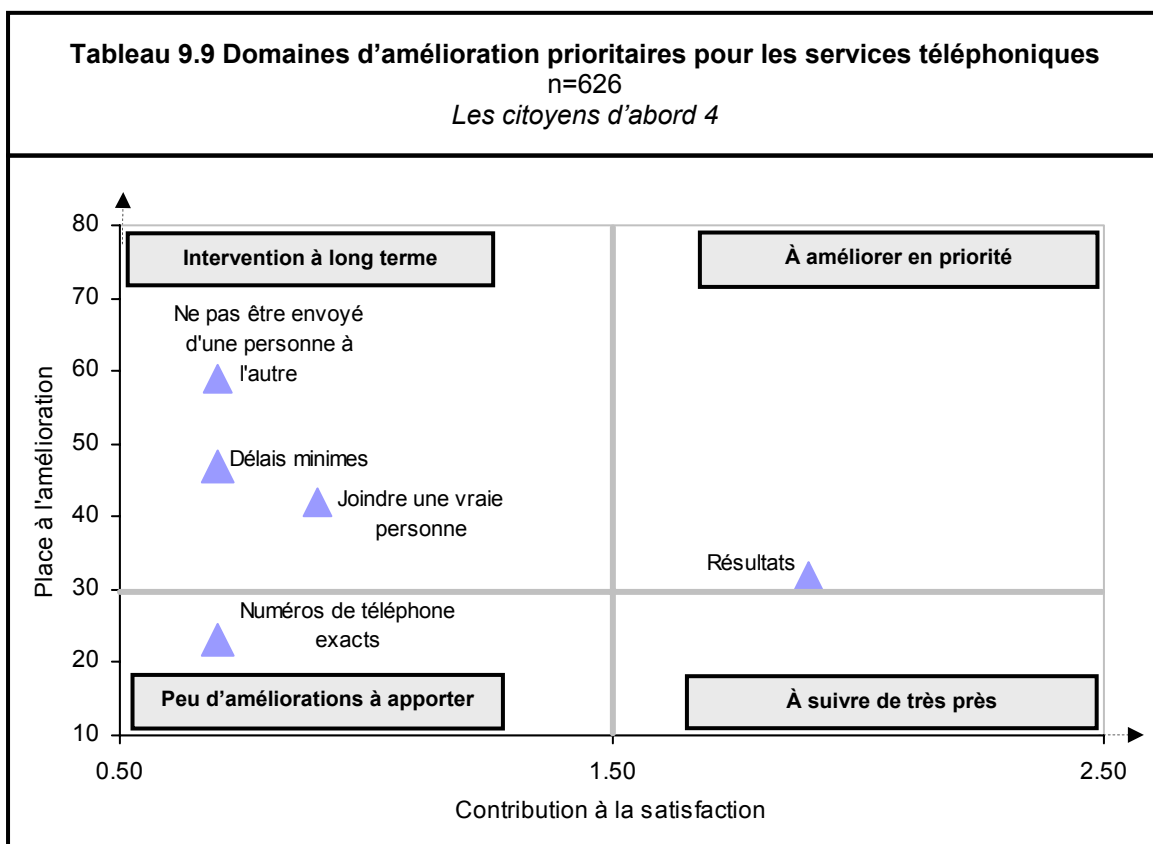 Tableau 9.9 Domaines d’amélioration prioritaires pour les services téléphoniques
n=626
Les citoyens d’abord 4
80
Intervention à long terme
À améliorer en priorité
70
Ne pas être envoyé
d'une personne à
l'autre
60
50
Délais minimes
Joindre une vraie
personne
40
Résultats
30
Numéros de téléphone
exacts
20
Peu d’améliorations à apporter
À suivre de très près
10
Place à l'amélioration
0.50
1.50
2.50
Contribution à la satisfaction